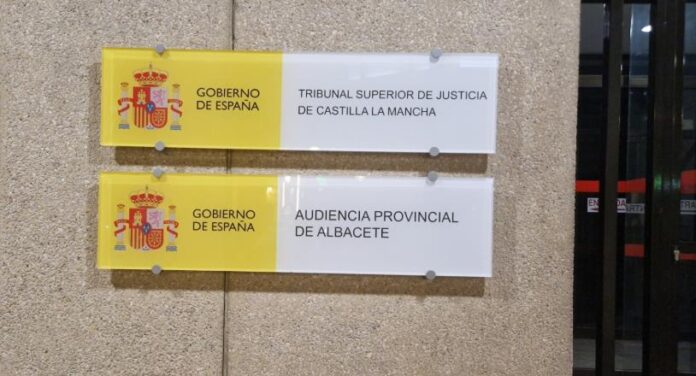 GOBIERNO
DE ESPAÑA
TRIBUNAL SUPERIOR DE JUSTICIA
DE CASTILLA LA MANCHA
GOBIERNO
DE ESPAÑA
AUDIENCIA PROVINCIAL
DE ALBACETE